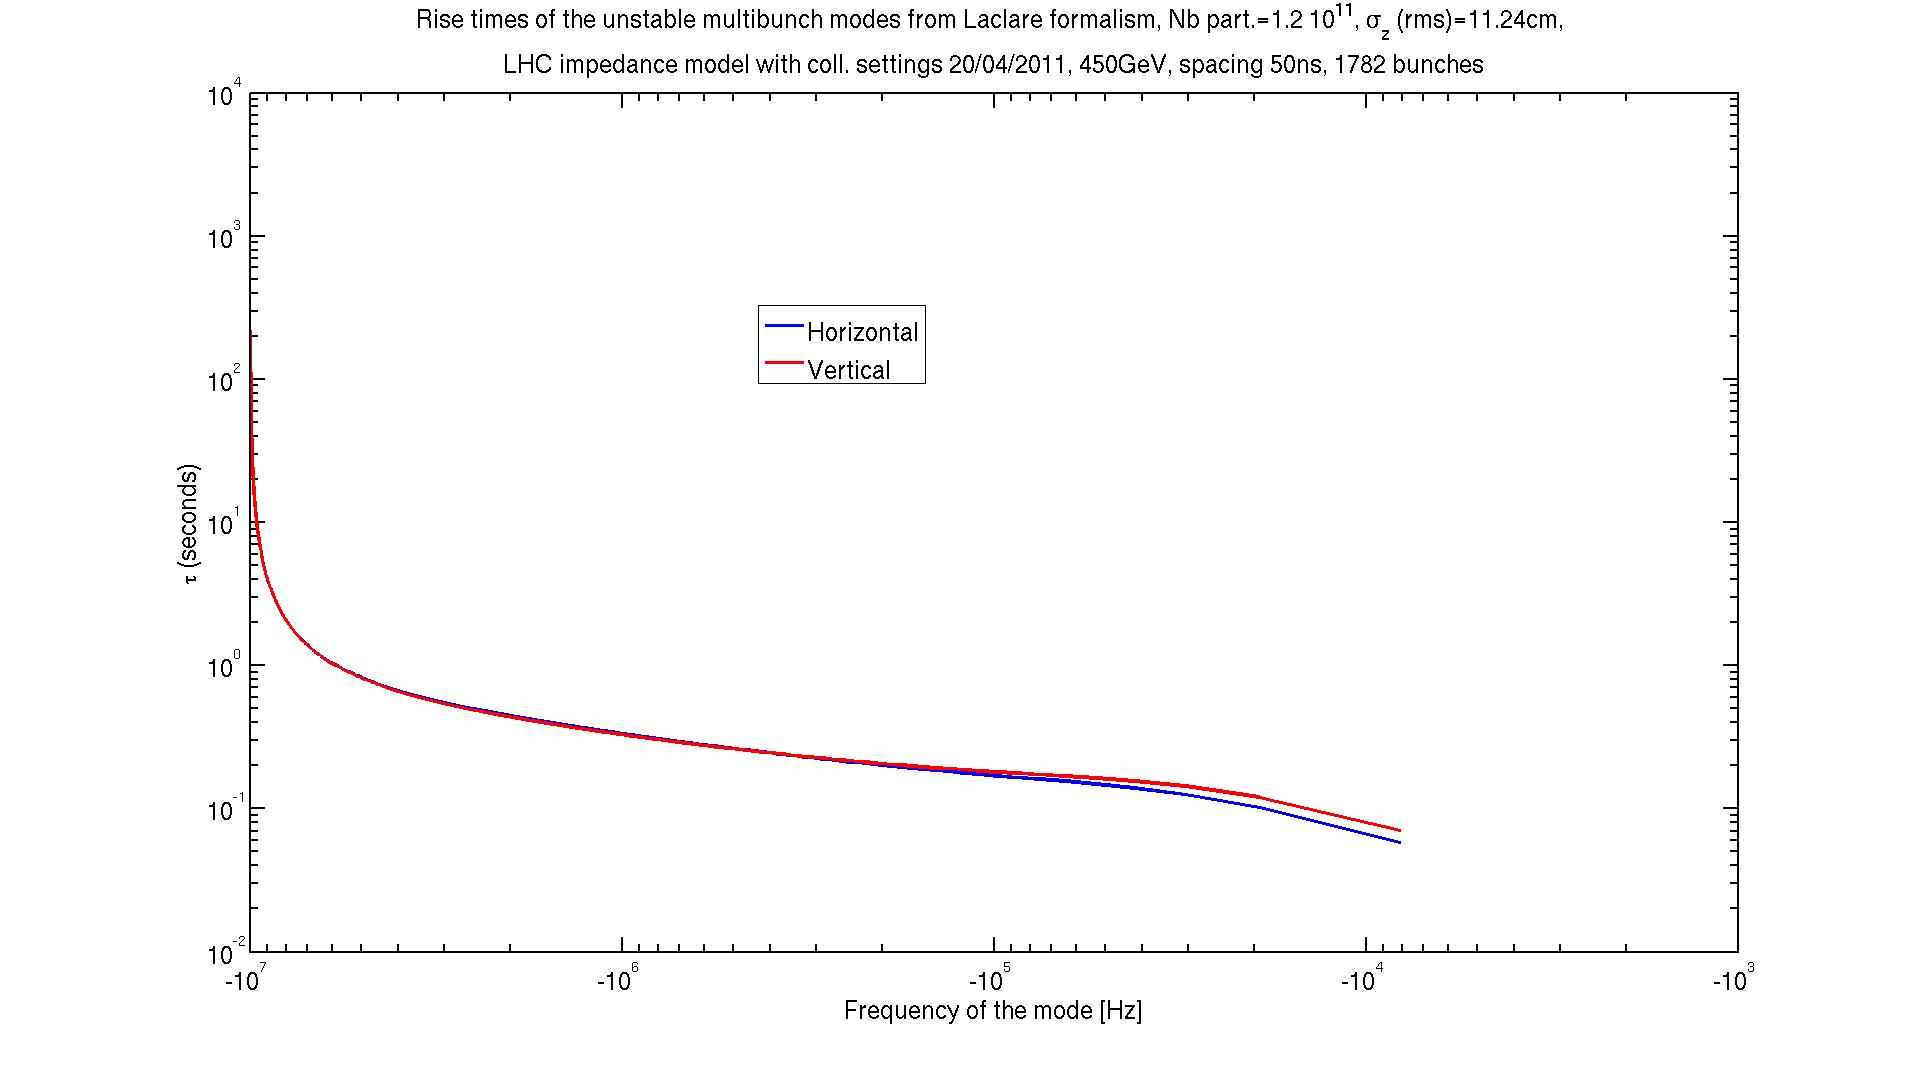 Rise times of the unstable multibunch modes from Laclare formalism, Nb part.=1.2 10^11, σ_z (rms)=11.24cm,
LHC impedance model with coll. settings 20/04/2011, 450GeV, spacing 50ns, 1782 bunches
10^4
10^3
10^2
10^1
10^0
10^-1
10^-2
τ (seconds)
Horizontal
Vertical
-10^7 -10^6 -10^5 -10^4 -10^3
Frequency of the mode [Hz]